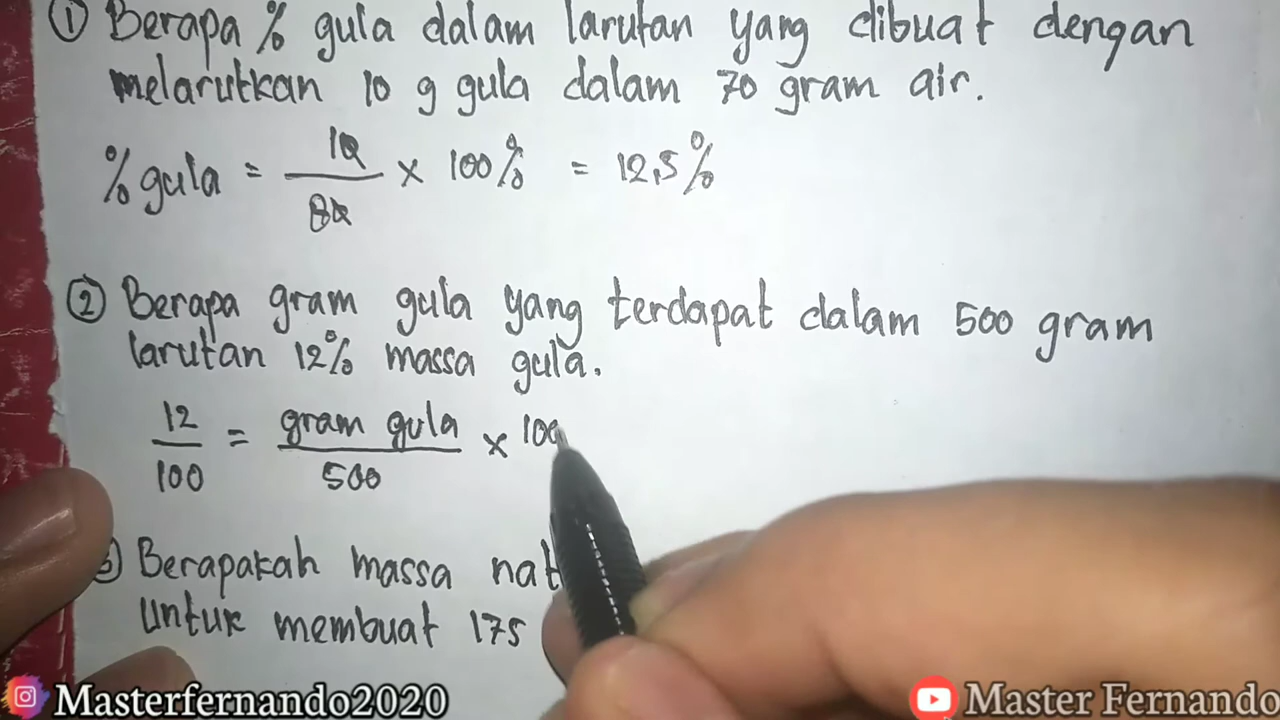 ① Berapa % gula dalam larutan yang dibuat dengan
melarutkan 10 g gula dalam 70 gram air.
% gula = 10/80 × 100% = 12,5%
② Berapa gram gula yang terdapat dalam 500 gram
larutan 12% massa gula.
12/100 = gram gula/500 × 100
Berapakah massa nat
untuk membuat 175
Masterfernando2020
Master Fernando